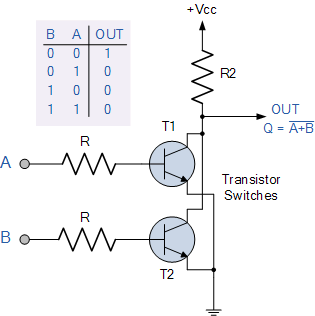 +Vcc
B A OUT
0 0 1
0 1 0
1 0 0
1 1 0
R2
OUT
Q = A̅+̅B̅
T1
R
A
Transistor
Switches
R
B
T2